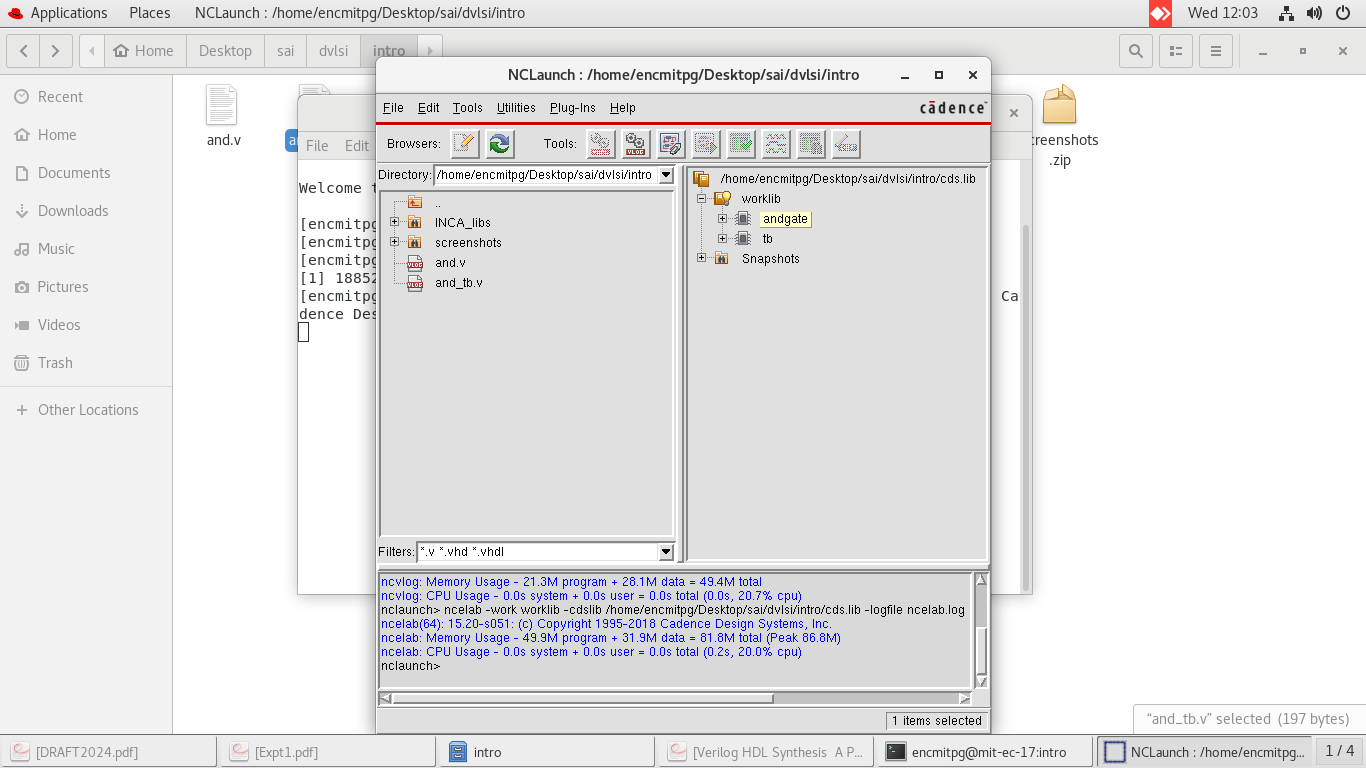 Applications Places NCLaunch : /home/encmitpg/Desktop/sai/dvlsi/intro Wed 12:03
Home Desktop sai dvlsi intro
Recent
Home
Documents
Downloads
Music
Pictures
Videos
Trash
Other Locations
and.v
creenshots
.zip
File Edit
[encmitpg
[encmitpg
[encmitpg
[1] 18852
[encmitpg Ca
dence Des
NCLaunch : /home/encmitpg/Desktop/sai/dvlsi/intro
File Edit Tools Utilities Plug-Ins Help cādence
Browsers: Tools:
Directory: /home/encmitpg/Desktop/sai/dvlsi/intro
..
INCA_libs
screenshots
and.v
and_tb.v
Filters: *.v *.vhd *.vhdl
/home/encmitpg/Desktop/sai/dvlsi/intro/cds.lib
worklib
andgate
tb
Snapshots
ncvlog: Memory Usage - 21.3M program + 28.1M data = 49.4M total
ncvlog: CPU Usage - 0.0s system + 0.0s user = 0.0s total (0.0s, 20.7% cpu)
nclaunch> ncelab -work worklib -cdslib /home/encmitpg/Desktop/sai/dvlsi/intro/cds.lib -logfile ncelab.log
ncelab(64): 15.20-s051: (c) Copyright 1995-2018 Cadence Design Systems, Inc.
ncelab: Memory Usage - 49.9M program + 31.9M data = 81.8M total (Peak 86.8M)
ncelab: CPU Usage - 0.0s system + 0.0s user = 0.0s total (0.2s, 20.0% cpu)
nclaunch>
1 items selected
"and_tb.v" selected (197 bytes)
[DRAFT2024.pdf] [Expt1.pdf] intro [Verilog HDL Synthesis A P... encmitpg@mit-ec-17:intro NCLaunch : /home/encmitpg... 1 / 4